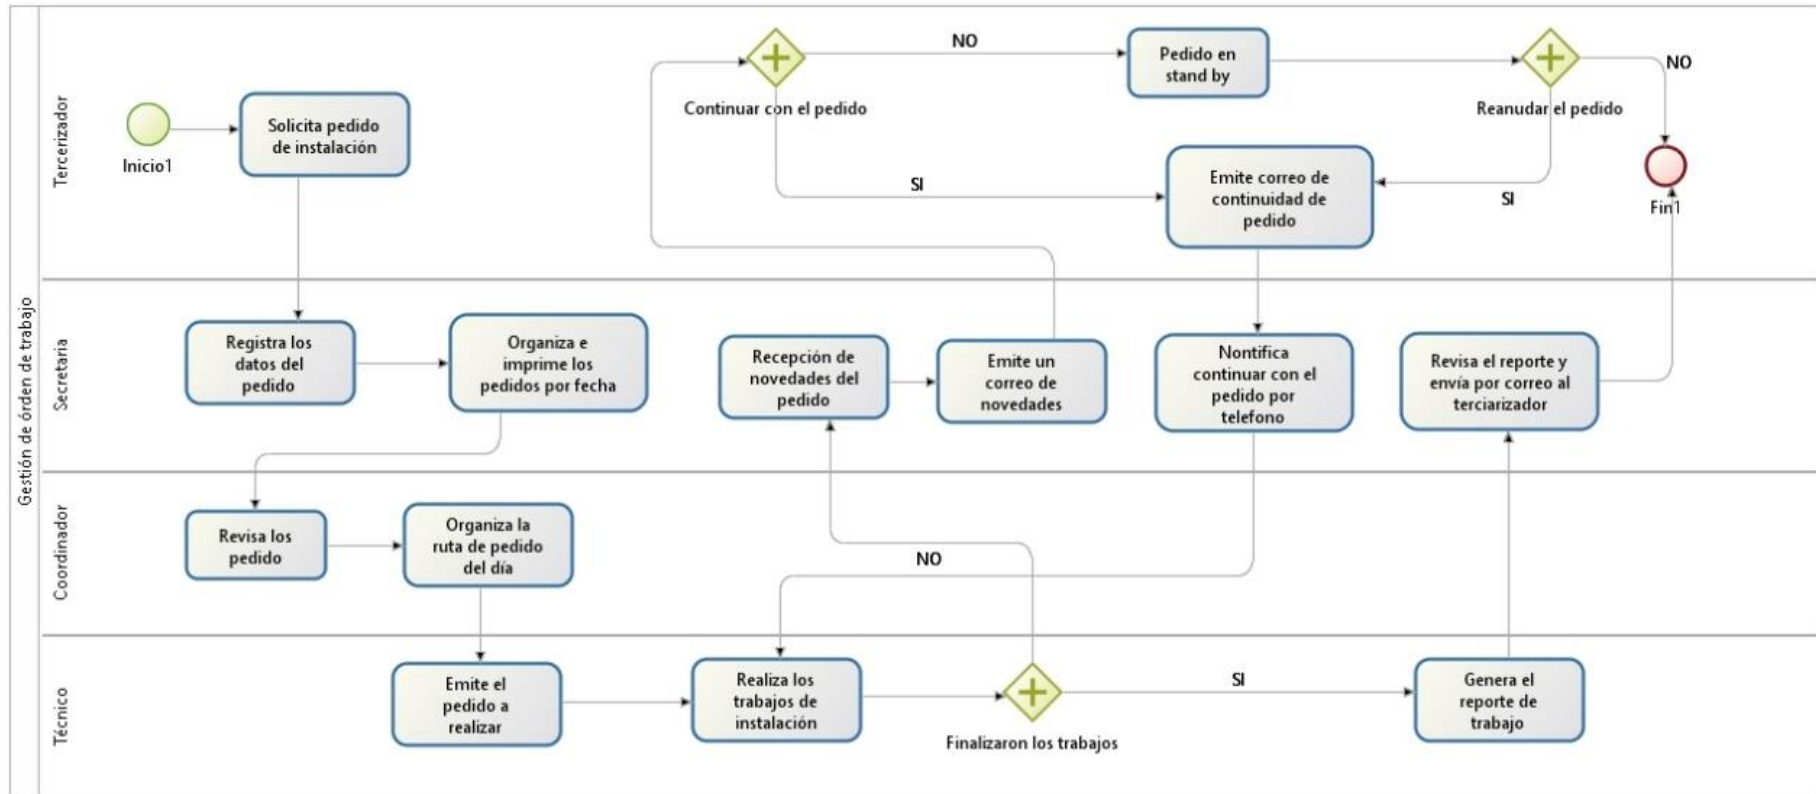 Gestión de órden de trabajo
Tercerizador
Inicio1
Solicita pedido
de instalación
Continuar con el pedido
NO
SI
Pedido en
stand by
Reanudar el pedido
NO
SI
Emite correo de
continuidad de
pedido
Fin1
Secretaria
Registra los
datos del
pedido
Organiza e
imprime los
pedidos por fecha
Recepción de
novedades del
pedido
Emite un
correo de
novedades
Nontifica
continuar con el
pedido por
telefono
Revisa el reporte y
envía por correo al
terciarizador
Coordinador
Revisa los
pedido
Organiza la
ruta de pedido
del día
NO
Técnico
Emite el
pedido a
realizar
Realiza los
trabajos de
instalación
Finalizaron los trabajos
SI
Genera el
reporte de
trabajo